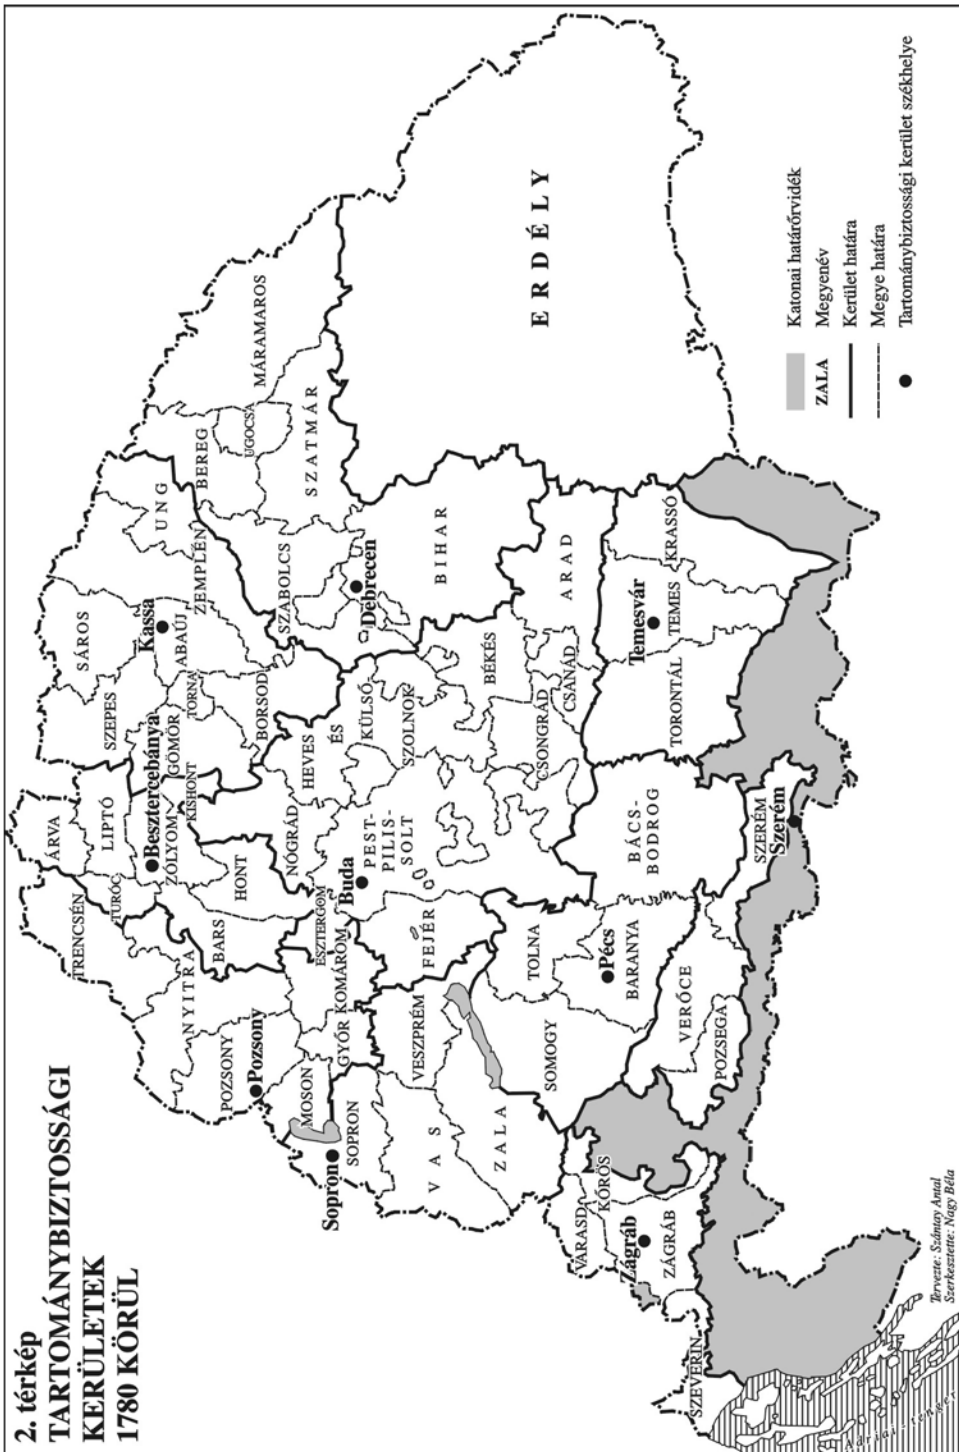 2. térkép
TARTOMÁNYBIZTOSSÁGI
KERÜLETEK
1780 KÖRÜL
ÁRVA
TRENCSÉN
LIPTÓ
TURÓC
SZEPES
SÁROS
Besztercebánya
ZÓLYOM
GÖMÖR
KISHONT
TORNA
Kassa
ABAÚJ
ZEMPLÉN
UNG
BEREG
UGOCSA
MÁRAMAROS
NYITRA
BARS
HONT
POZSONY
Pozsony
NÓGRÁD
BORSOD
SZABOLCS
SZATMÁR
MOSON
GYŐR
KOMÁROM
ESZTERGOM
HEVES
ÉS
KÜLSŐ
SZOLNOK
Debrecen
Sopron
SOPRON
Buda
PEST-
PILIS-
SOLT
BIHAR
ERDÉLY
VAS
VESZPRÉM
FEJÉR
BÉKÉS
ZALA
SOMOGY
TOLNA
CSONGRÁD
CSANÁD
ARAD
Pécs
BARANYA
BÁCS-
BODROG
TORONTÁL
Temesvár
TEMES
KRASSÓ
VARASD
KŐRÖS
Zágráb
ZÁGRÁB
VERŐCE
POZSEGA
SZERÉM
Szerém
SZEVERIN
Adriai-tenger
Katonai határőrvidék
ZALA
Megyenév
Kerület határa
Megye határa
Tartománybiztossági kerület székhelye
Tervezte: Szántay Antal
Szerkesztette: Nagy Béla